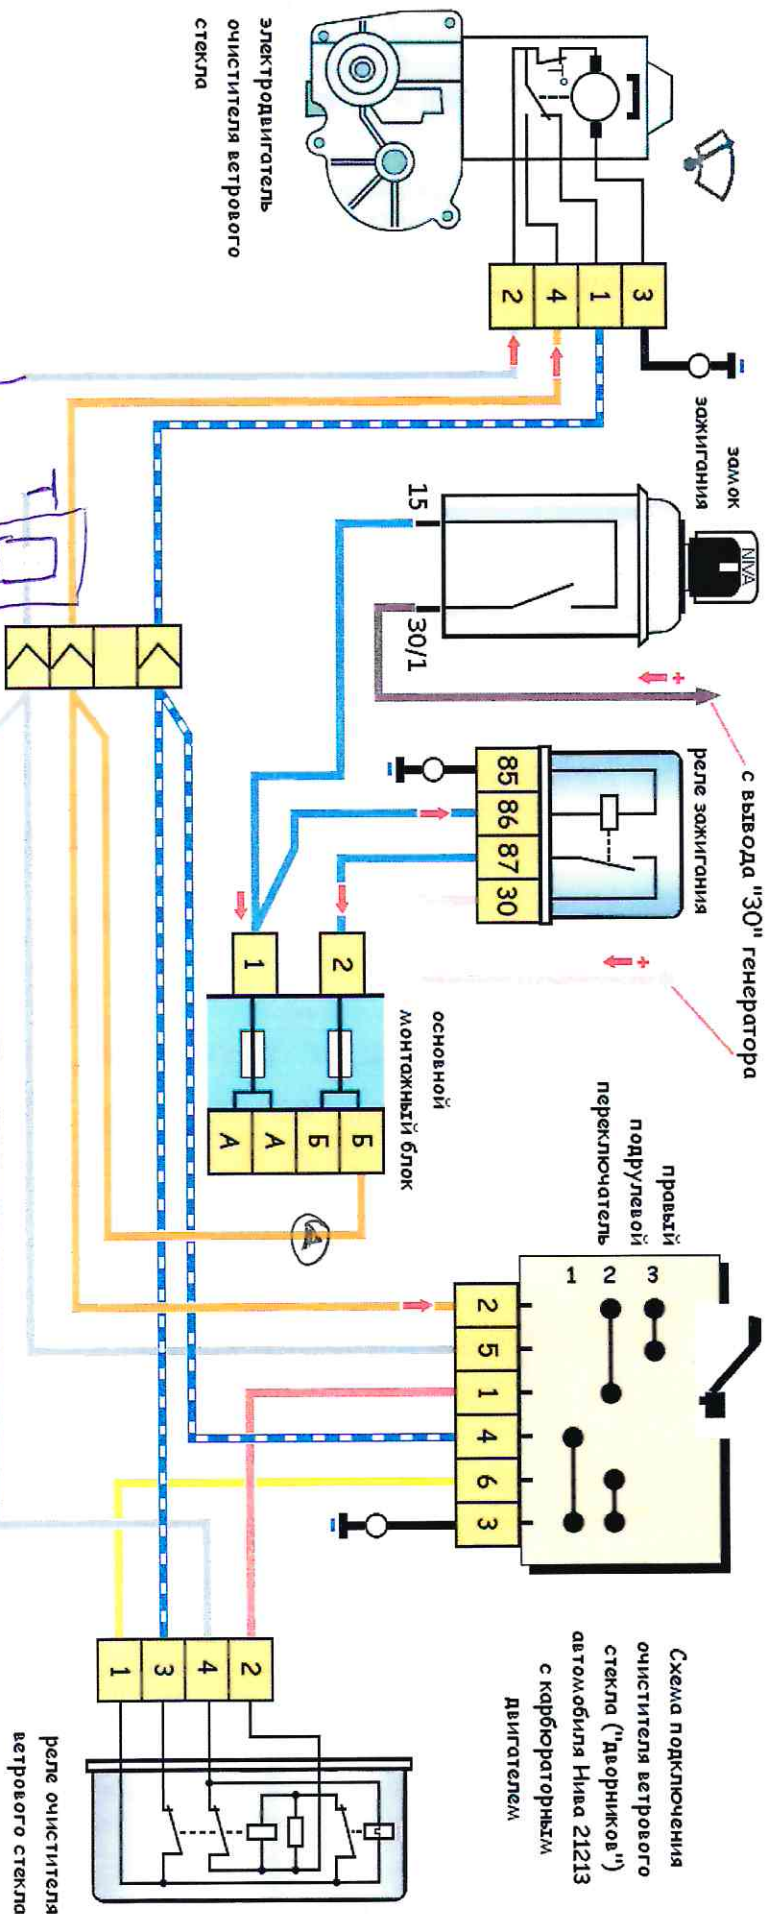 электродвигатель
очистителя ветрового
стекла
3
1
4
2
замок
зажигания
NIVA
15
30/1
+
с вывода "30" генератора
реле зажигания
85
86
87
30
+
основной
монтажный блок
2
1
Б
Б
А
А
правый
подрулевой
переключатель
3
2
1
2
5
1
4
6
3
Схема подключения
очистителя ветрового
стекла ("дворников")
автомобиля Нива 21213
с карбюраторным
двигателем
2
4
3
1
реле очистителя
ветрового стекла